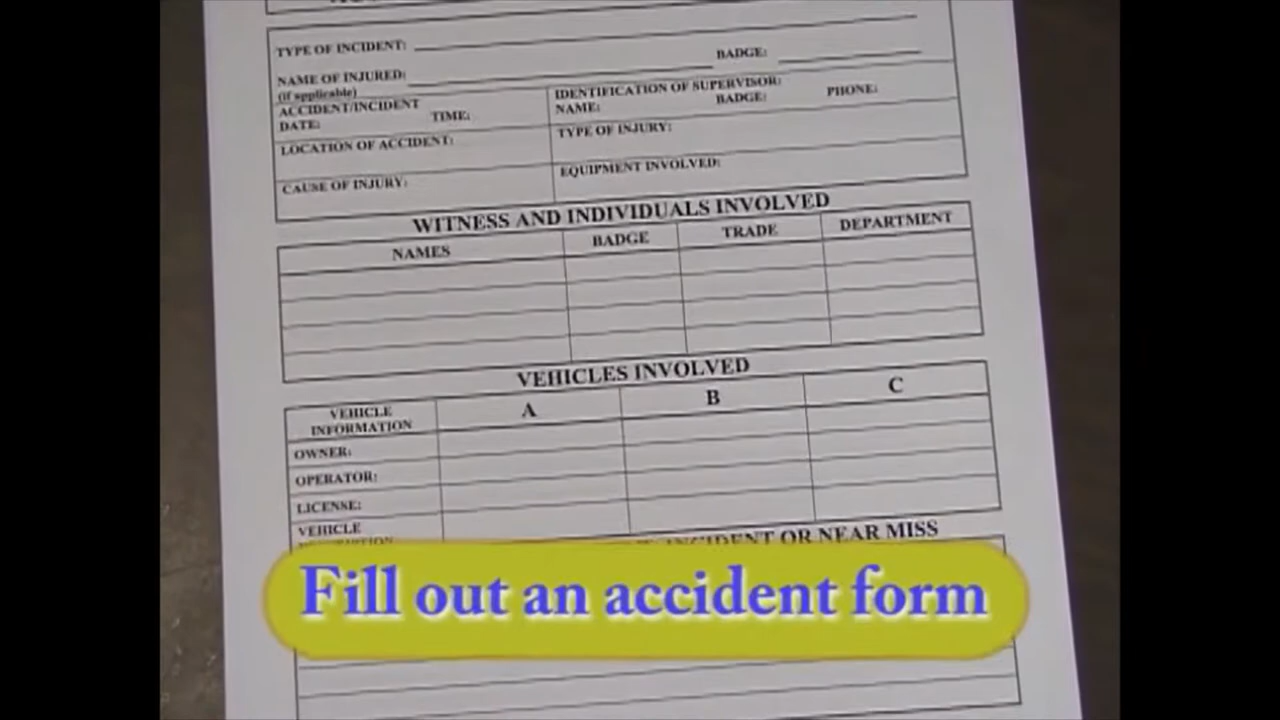 TYPE OF INCIDENT:
NAME OF INJURED: BADGE:
(if applicable)
ACCIDENT/INCIDENT
DATE: TIME:
IDENTIFICATION OF SUPERVISOR:
NAME: BADGE: PHONE:
LOCATION OF ACCIDENT:
TYPE OF INJURY:
CAUSE OF INJURY:
EQUIPMENT INVOLVED:
WITNESS AND INDIVIDUALS INVOLVED
NAMES BADGE TRADE DEPARTMENT
VEHICLES INVOLVED
VEHICLE
INFORMATION
A B C
OWNER:
OPERATOR:
LICENSE:
VEHICLE
INCIDENT OR NEAR MISS
Fill out an accident form